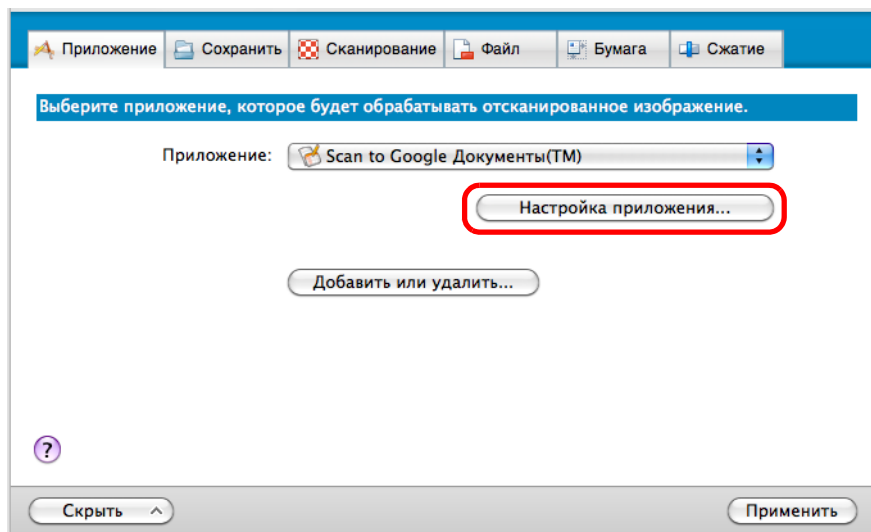 Приложение Сохранить Сканирование Файл Бумага Сжатие
Выберите приложение, которое будет обрабатывать отсканированное изображение.
Приложение: Scan to Google Документы(TM)
Настройка приложения...
Добавить или удалить...
?
Скрыть Применить